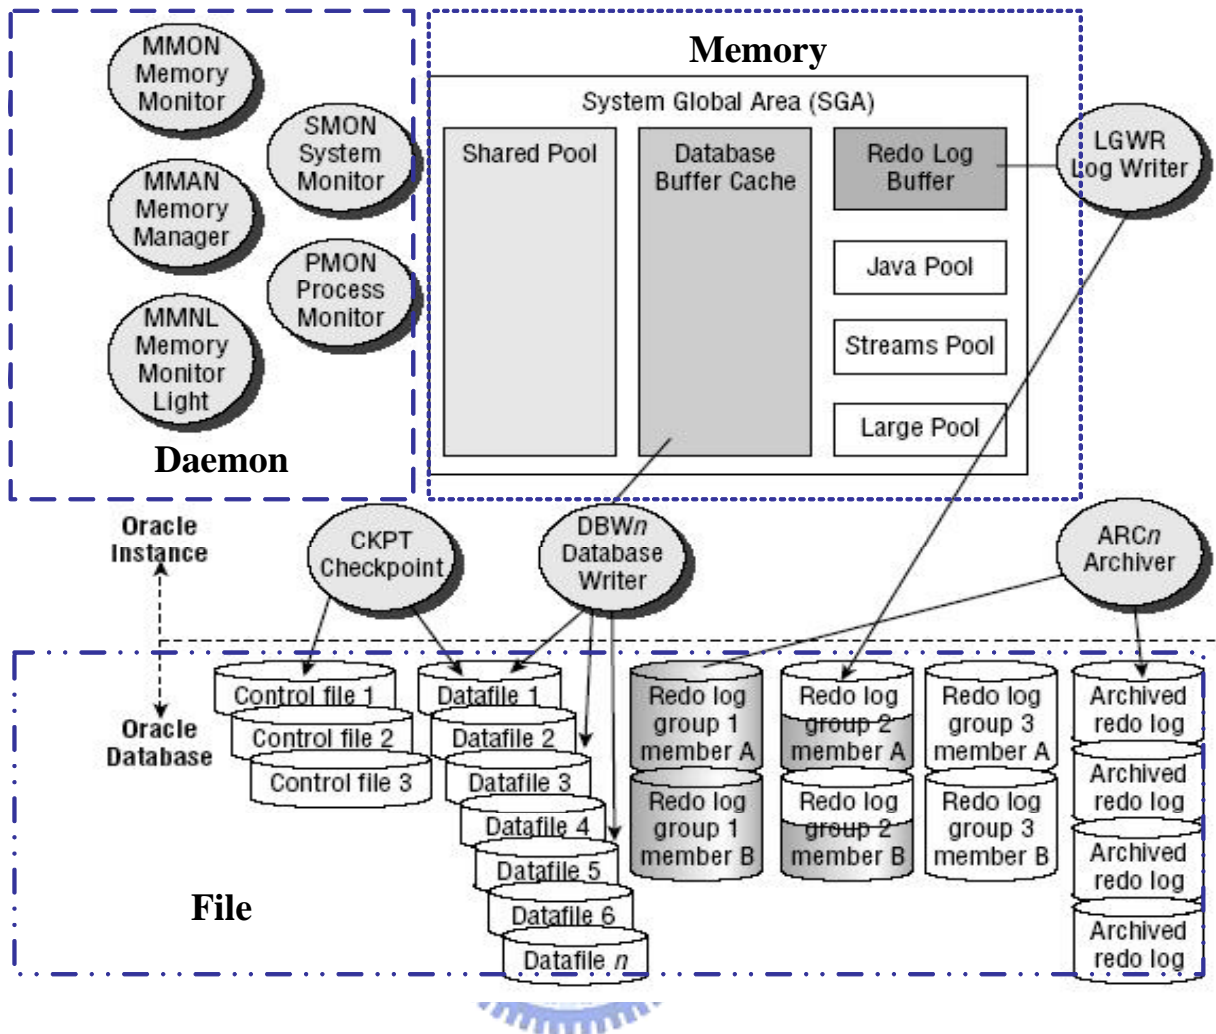 MMON
Memory
Monitor
SMON
System
Monitor
MMAN
Memory
Manager
PMON
Process
Monitor
MMNL
Memory
Monitor
Light
Daemon
Memory
System Global Area (SGA)
Shared Pool
Database
Buffer Cache
Redo Log
Buffer
Java Pool
Streams Pool
Large Pool
LGWR
Log Writer
Oracle
Instance
CKPT
Checkpoint
DBWn
Database
Writer
ARCn
Archiver
Oracle
Database
Control file 1
Control file 2
Control file 3
Datafile 1
Datafile 2
Datafile 3
Datafile 4
Datafile 5
Datafile 6
Datafile n
Redo log
group 1
member A
Redo log
group 1
member B
Redo log
group 2
member A
Redo log
group 2
member B
Redo log
group 3
member A
Redo log
group 3
member B
Archived
redo log
Archived
redo log
Archived
redo log
Archived
redo log
File